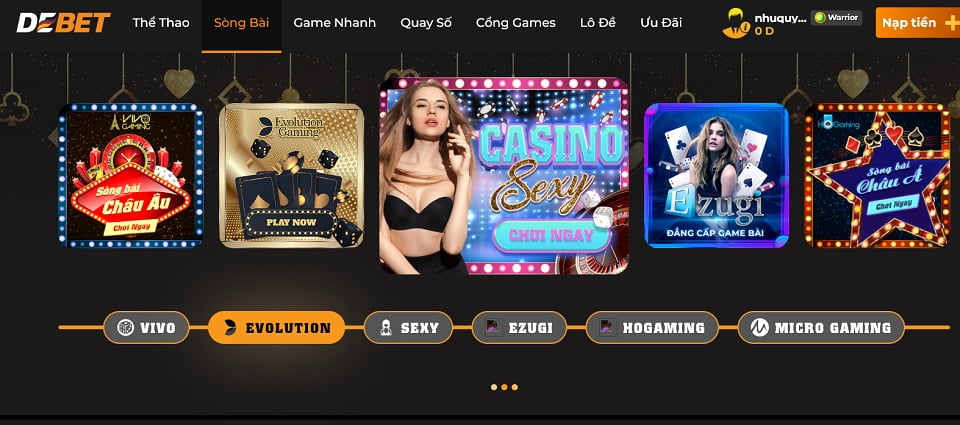 DEBET
Thể Thao
Sòng Bài
Game Nhanh
Quay Số
Cổng Games
Lô Đề
Ưu Đãi
nhuquy...
0 D
Warrior
Nạp tiền
VIVO
GAMING
Sòng bài
Châu Âu
Chơi Ngay
Evolution
Gaming
PLAY NOW
CASINO
Sexy
CHƠI NGAY
Ezugi
ĐẲNG CẤP GAME BÀI
HoGaming
Sòng bài
Châu Á
Chơi Ngay
VIVO
EVOLUTION
SEXY
EZUGI
HOGAMING
MICRO GAMING